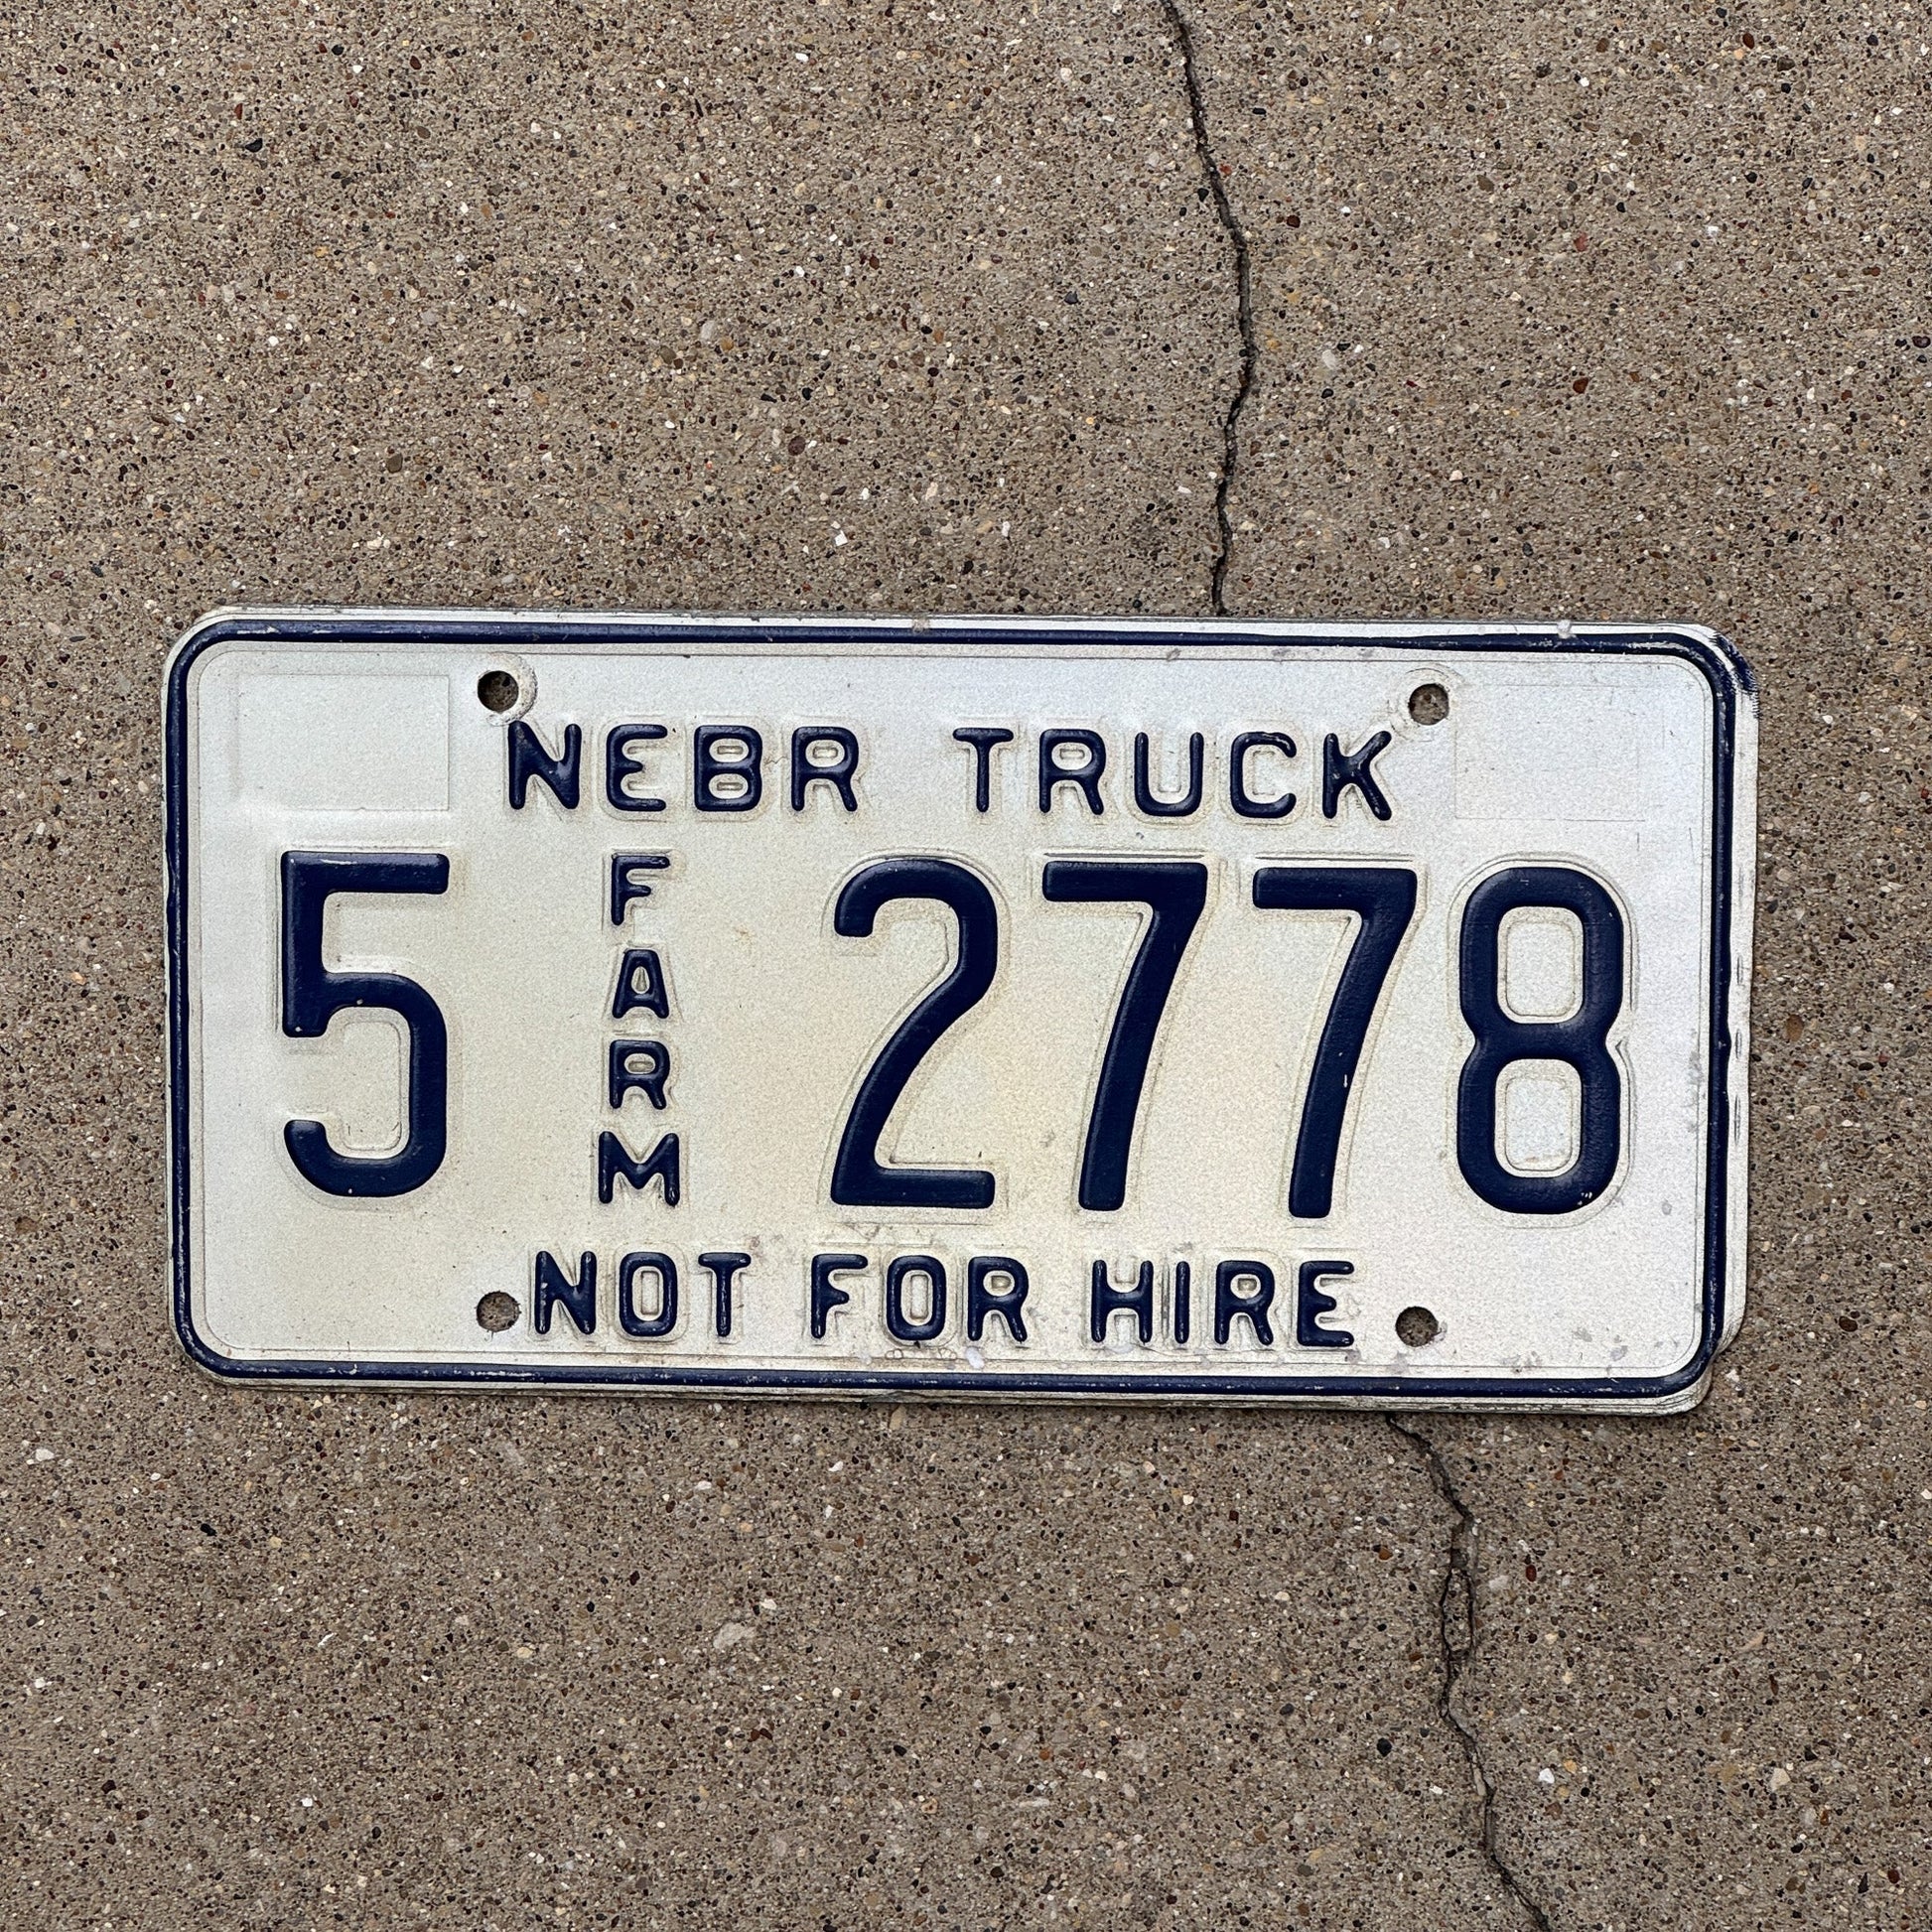 NEBR TRUCK
5 FARM 2778
NOT FOR HIRE